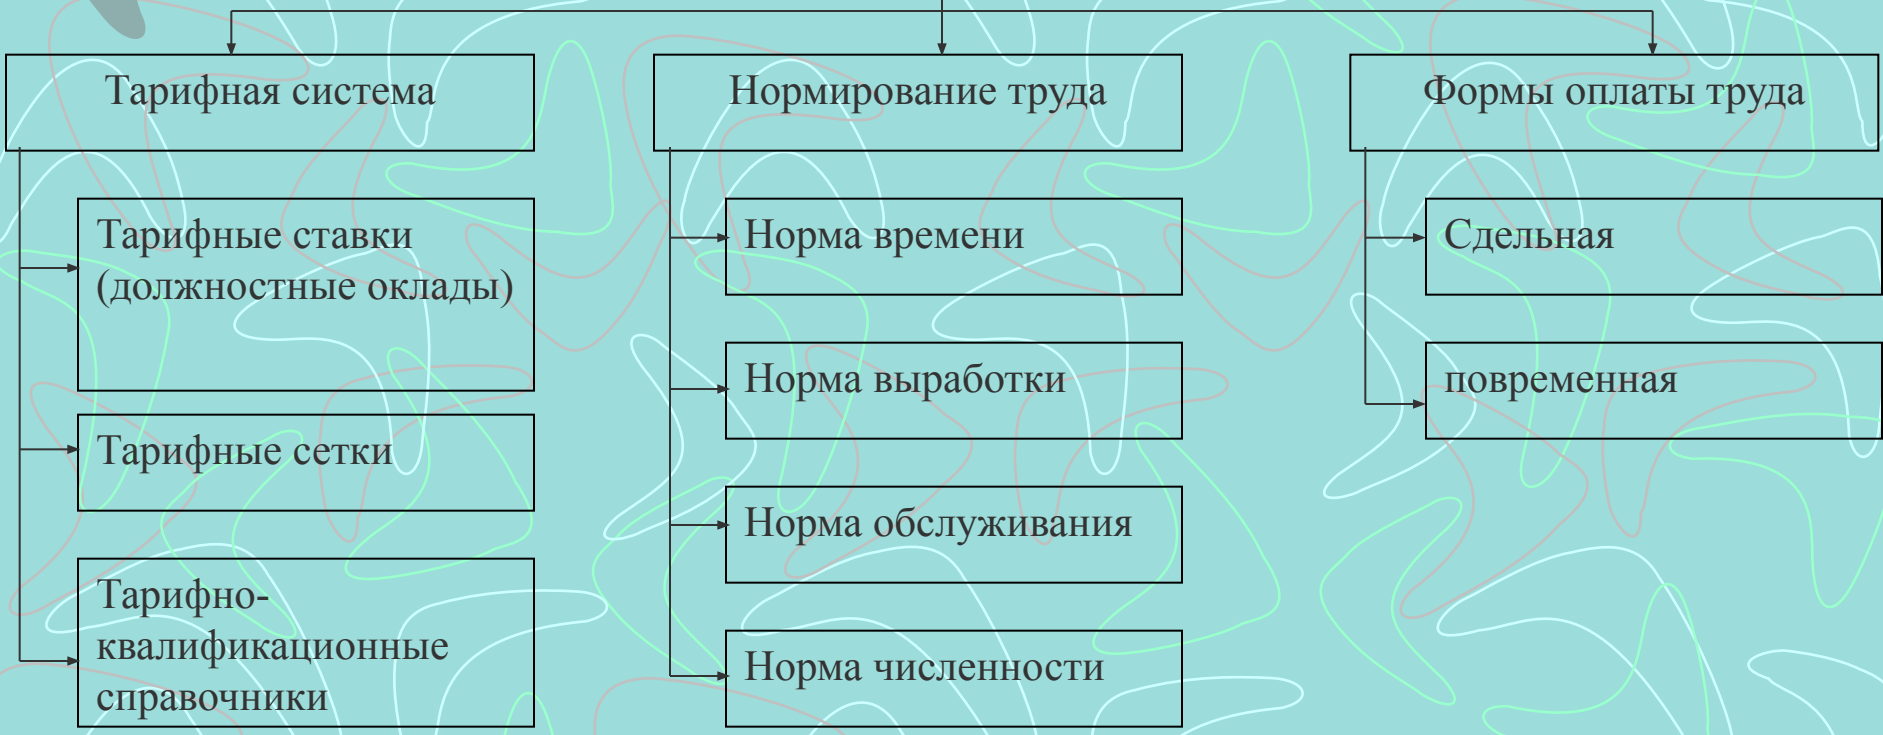 Тарифная система
Тарифные ставки
(должностные оклады)
Тарифные сетки
Тарифно-
квалификационные
справочники
Нормирование труда
Норма времени
Норма выработки
Норма обслуживания
Норма численности
Формы оплаты труда
Сдельная
повременная